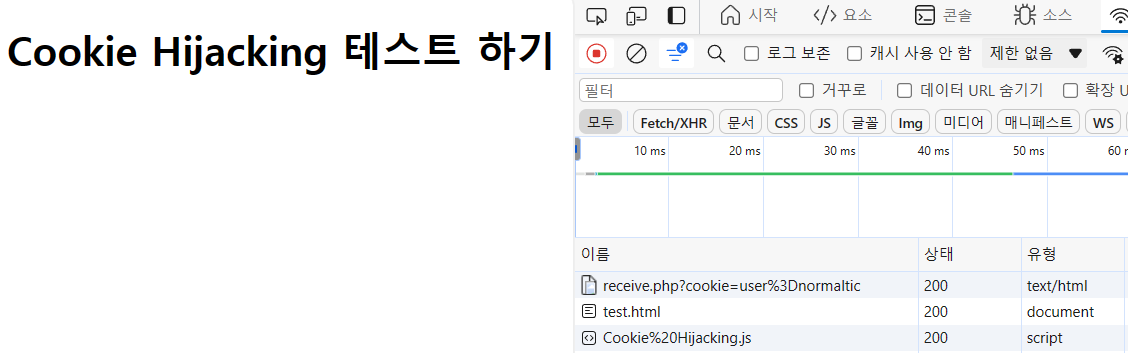 Cookie Hijacking 테스트 하기
시작 요소 콘솔 소스
로그 보존 캐시 사용 안 함 제한 없음
필터 거꾸로 데이터 URL 숨기기 확장 U
모두 Fetch/XHR 문서 CSS JS 글꼴 Img 미디어 매니페스트 WS
10 ms 20 ms 30 ms 40 ms 50 ms 60 m
이름 상태 유형
receive.php?cookie=user%3Dnormaltic 200 text/html
test.html 200 document
Cookie%20Hijacking.js 200 script